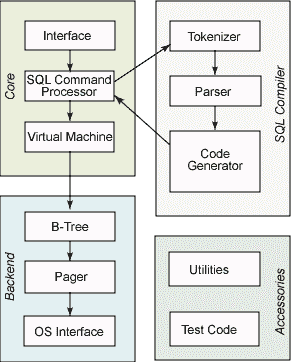 Core
Interface
SQL Command
Processor
Virtual Machine
SQL Compiler
Tokenizer
Parser
Code
Generator
Backend
B-Tree
Pager
OS Interface
Accessories
Utilities
Test Code